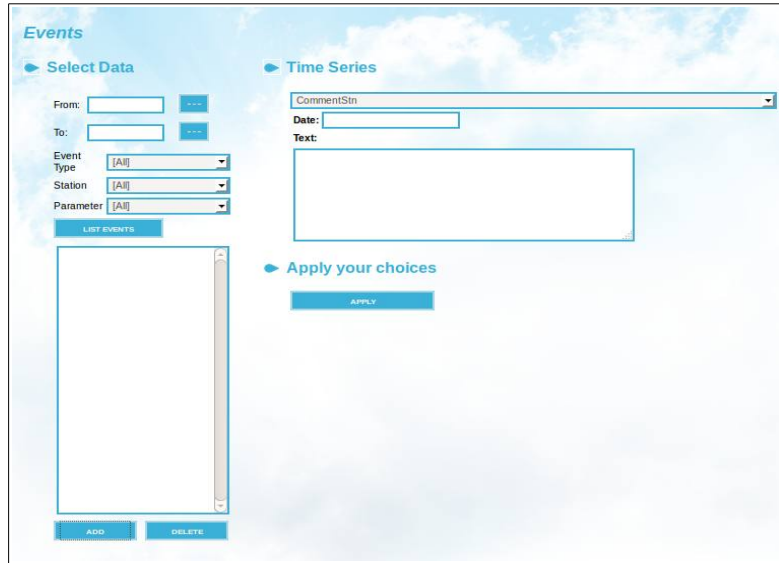 Events
Select Data
From: ---
To: ---
Event Type [All]
Station [All]
Parameter [All]
LIST EVENTS
ADD DELETE
Time Series
CommentStn
Date:
Text:
Apply your choices
APPLY